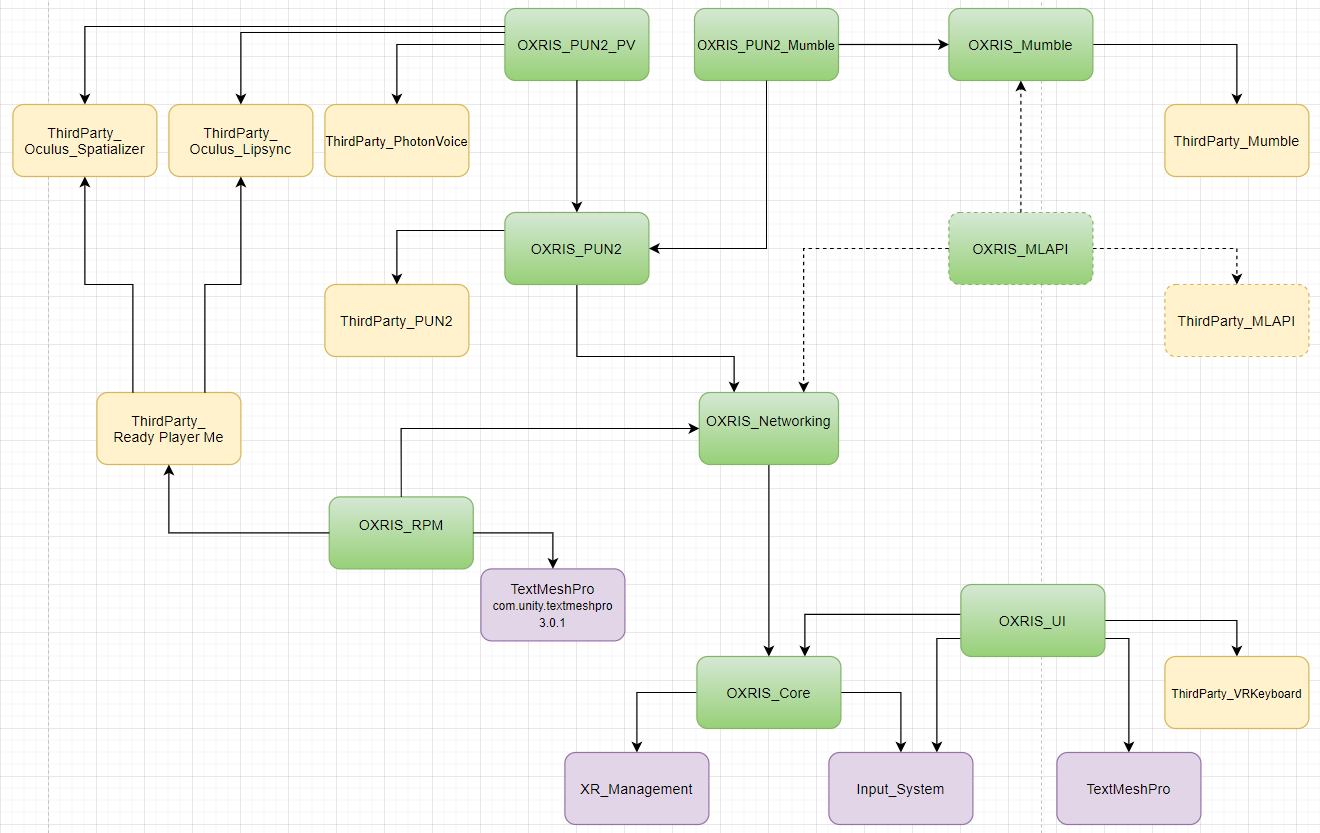 OXRIS_PUN2_PV
OXRIS_PUN2_Mumble
OXRIS_Mumble
ThirdParty_
Oculus_Spatializer
ThirdParty_
Oculus_Lipsync
ThirdParty_PhotonVoice
ThirdParty_Mumble
OXRIS_PUN2
OXRIS_MLAPI
ThirdParty_PUN2
ThirdParty_MLAPI
ThirdParty_
Ready Player Me
OXRIS_Networking
OXRIS_RPM
TextMeshPro
com.unity.textmeshpro
3.0.1
OXRIS_UI
OXRIS_Core
ThirdParty_VRKeyboard
XR_Management
Input_System
TextMeshPro